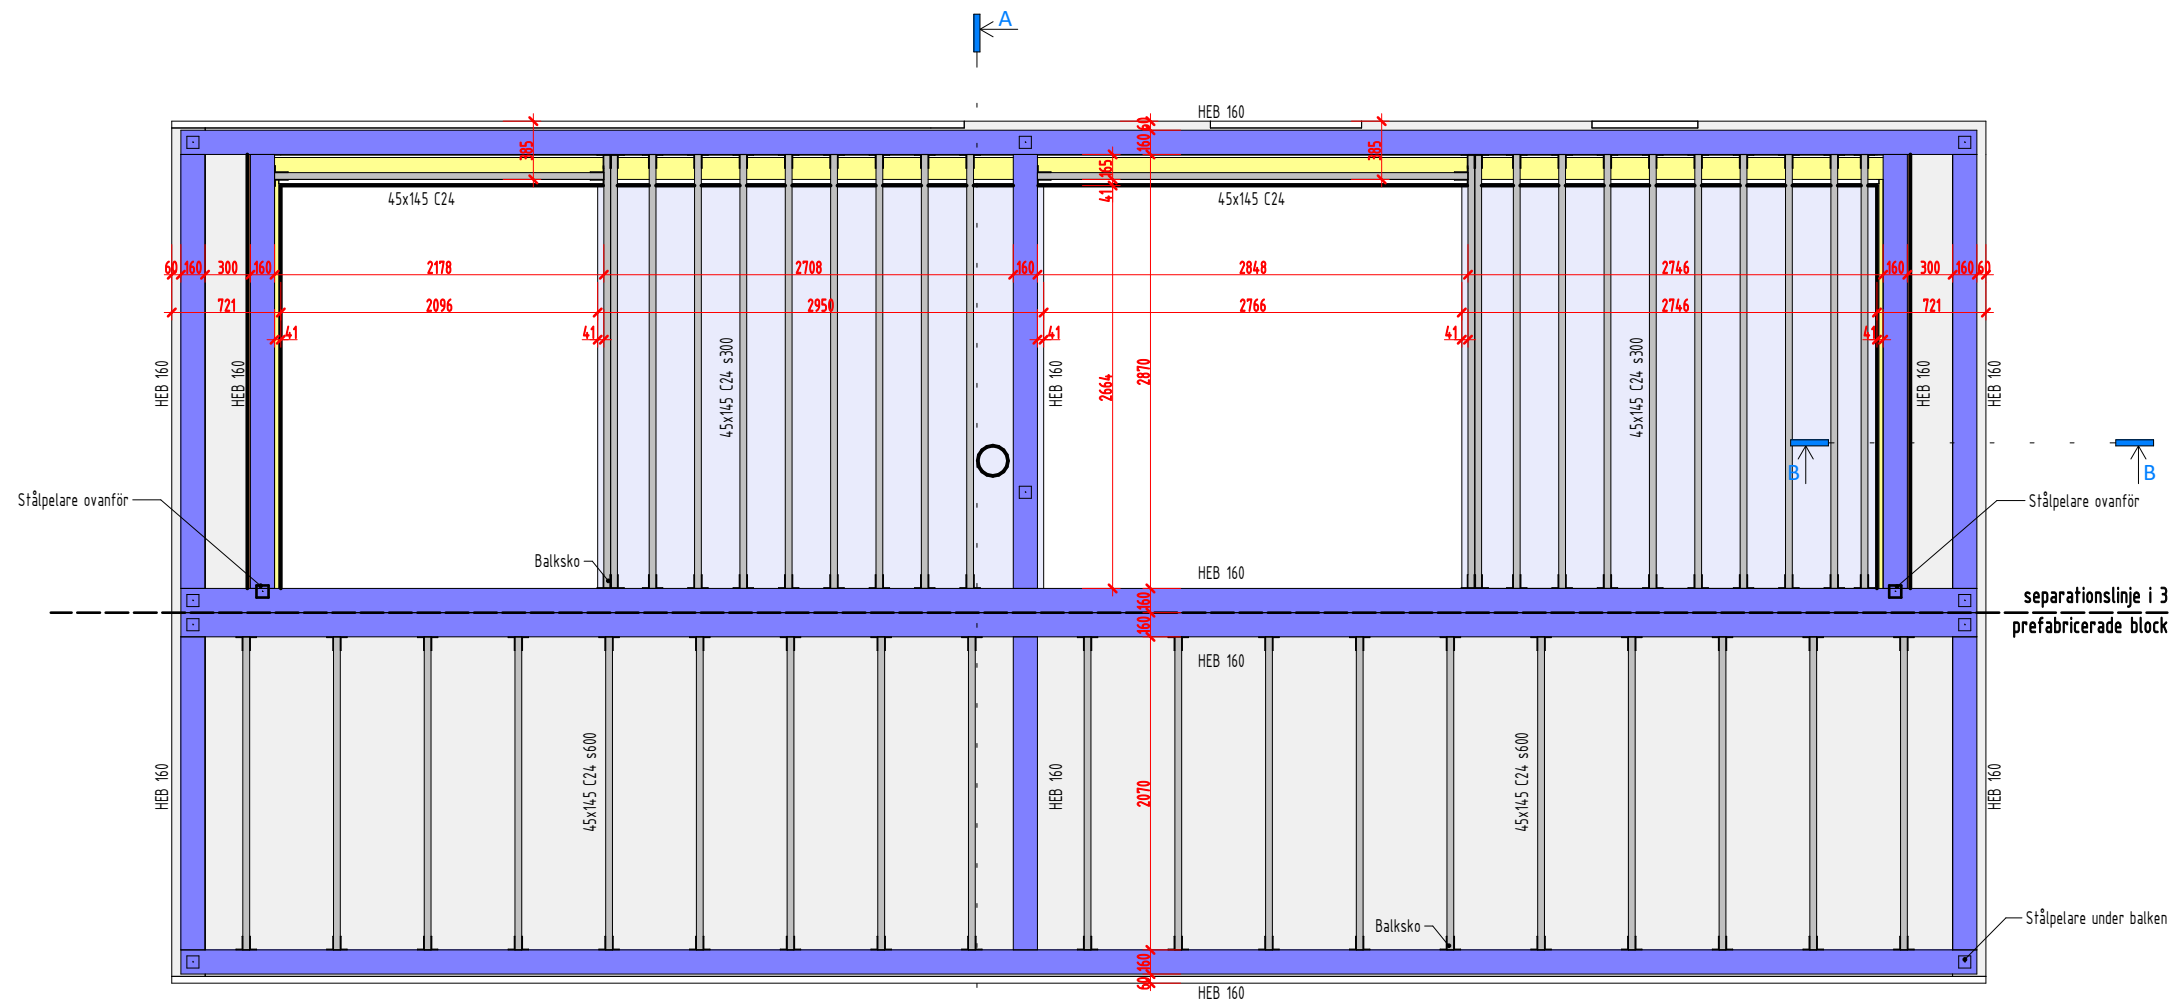 A
HEB 160
60
160
385
385
165
41
45x145 C24
45x145 C24
60 160 300 160 2178 2708 160 2848 2746 160 300 160 60
721 2096 2950 2766 2746 721
41 41 41 41 41
HEB 160
HEB 160
45x145 C24 s300
2664
2870
HEB 160
45x145 C24 s300
HEB 160
HEB 160
B B
Stålpelare ovanför
Stålpelare ovanför
Balksko
HEB 160
160
160
separationslinje i 3
prefabricerade block
HEB 160
HEB 160
45x145 C24 s600
HEB 160
2070
45x145 C24 s600
HEB 160
Balksko
Stålpelare under balken
160
60
HEB 160